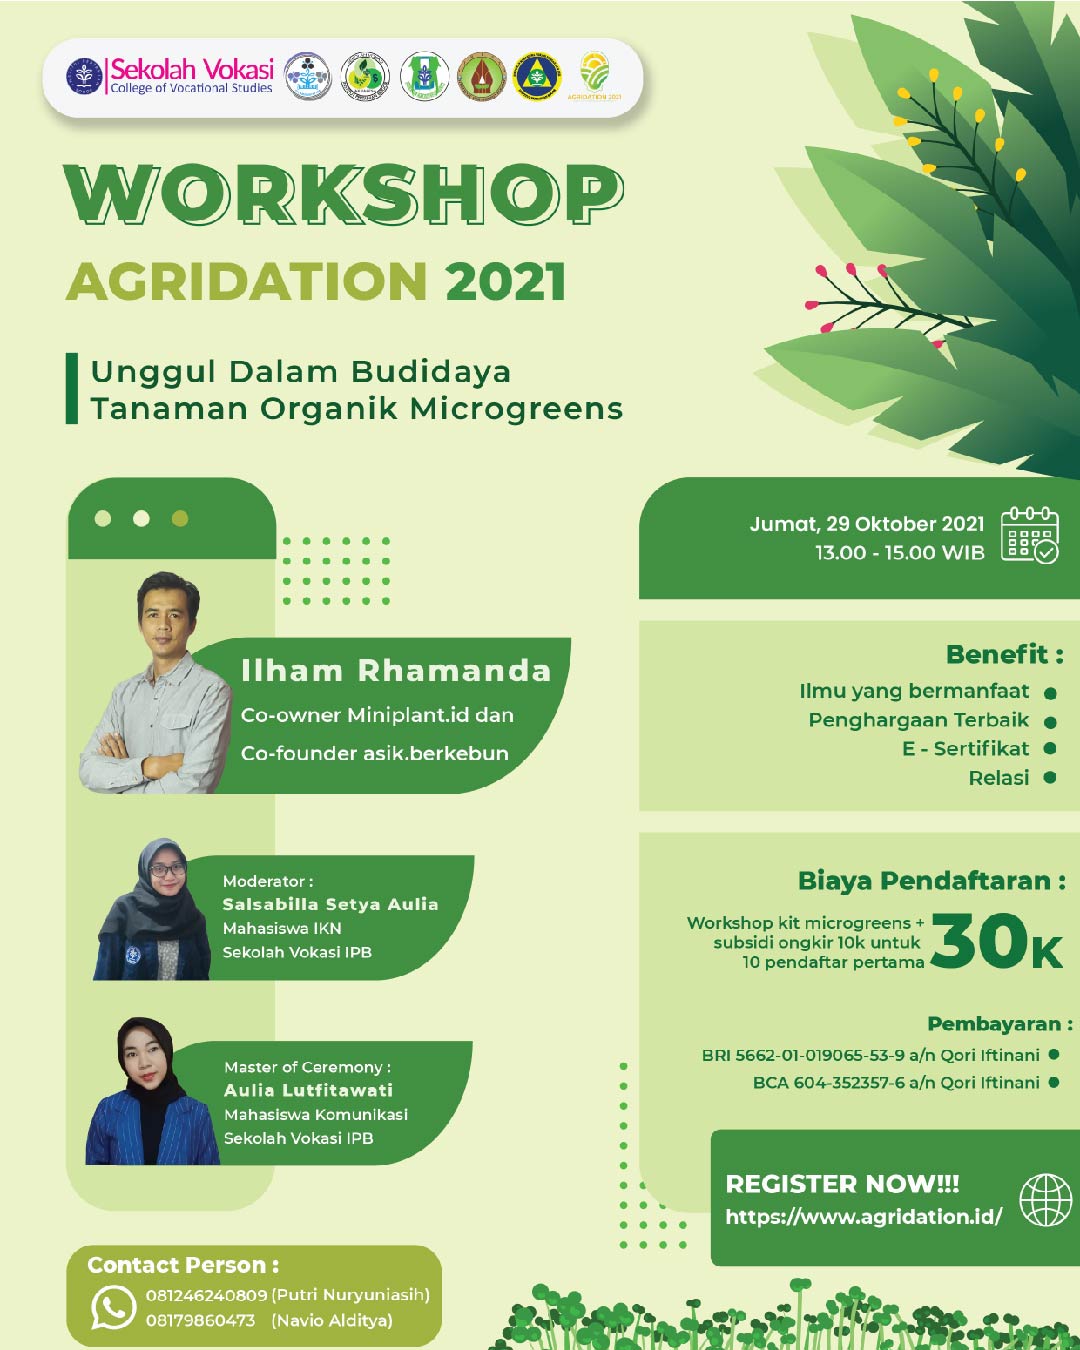 Sekolah Vokasi
College of Vocational Studies
AGRIDATION 2021
WORKSHOP
AGRIDATION 2021
Unggul Dalam Budidaya
Tanaman Organik Microgreens
Ilham Rhamanda
Co-owner Miniplant.id dan
Co-founder asik.berkebun
Moderator :
Salsabilla Setya Aulia
Mahasiswa IKN
Sekolah Vokasi IPB
Master of Ceremony :
Aulia Lutfitawati
Mahasiswa Komunikasi
Sekolah Vokasi IPB
Contact Person :
081246240809 (Putri Nuryuniasih)
08179860473 (Navio Alditya)
Jumat, 29 Oktober 2021
13.00 - 15.00 WIB
Benefit :
Ilmu yang bermanfaat
Penghargaan Terbaik
E - Sertifikat
Relasi
Biaya Pendaftaran :
Workshop kit microgreens +
subsidi ongkir 10k untuk
10 pendaftar pertama
30K
Pembayaran :
BRI 5662-01-019065-53-9 a/n Qori Iftinani
BCA 604-352357-6 a/n Qori Iftinani
REGISTER NOW!!!
https://www.agridation.id/